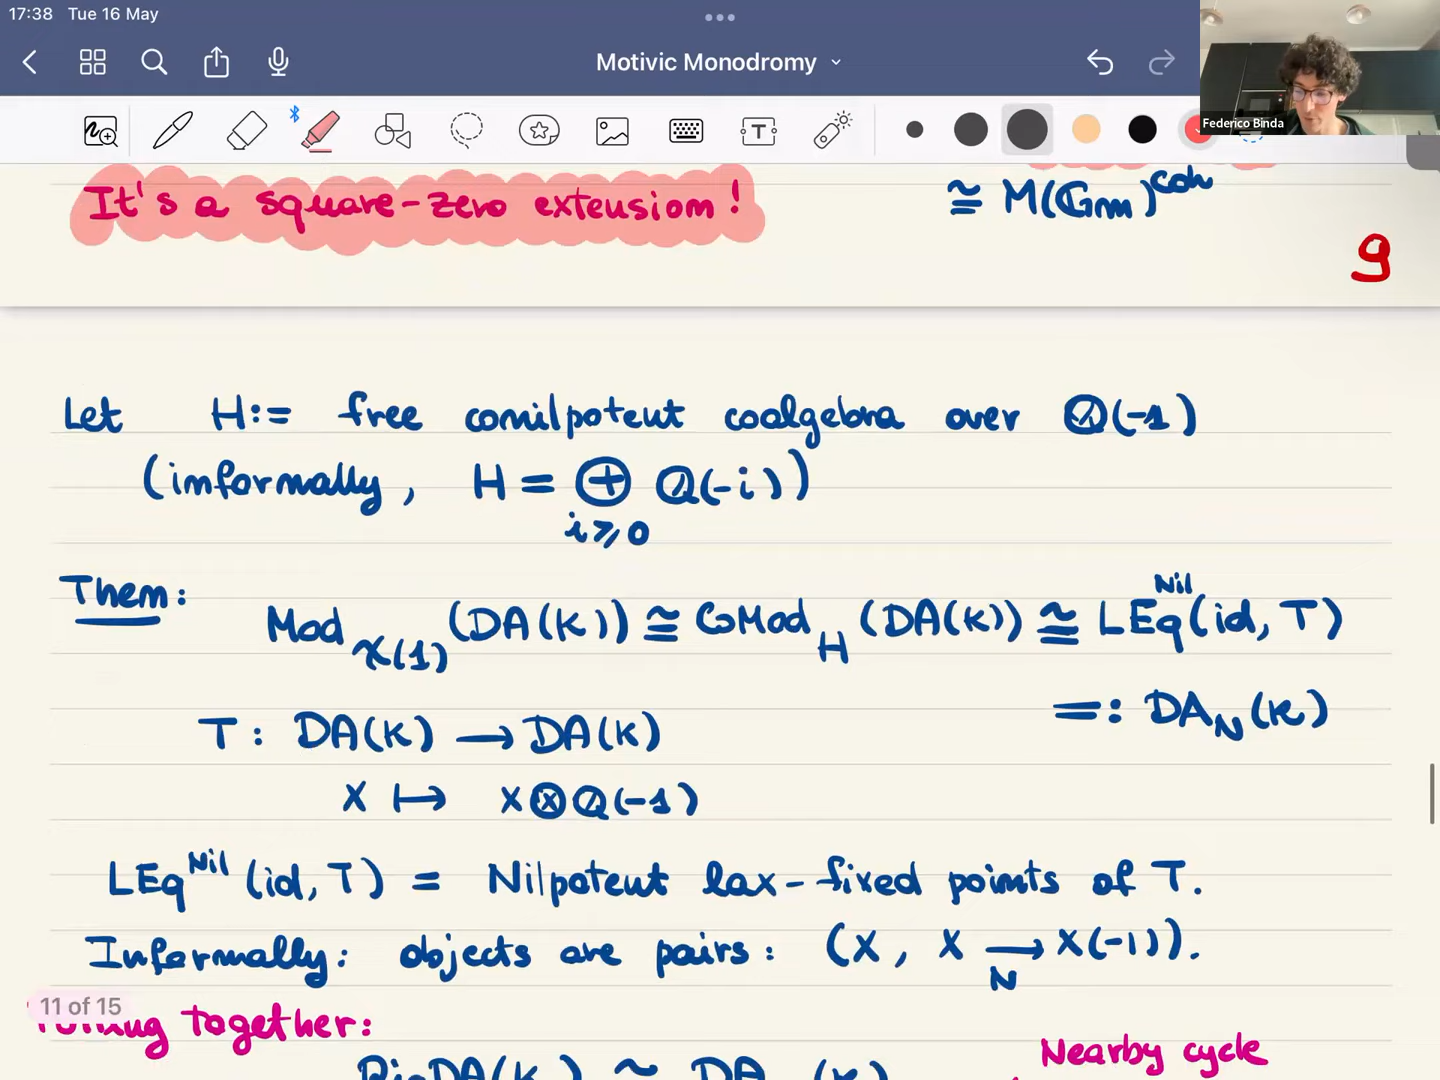 17:38 Tue 16 May
Motivic Monodromy
Federico Binda
It's a square-zero extension!
≅ M(𝔾m)^coh
9
Let H := free conilpotent coalgebra over ℚ(-1)
(informally, H = ⊕_{i≥0} ℚ(-i))
Then:
Mod_{χ(1)}(DA(k)) ≅ coMod_H(DA(k)) ≅ LEq^Nil(id, T)
=: DA_N(k)
T: DA(k) → DA(k)
X ↦ X⊗ℚ(-1)
LEq^Nil(id, T) = Nilpotent lax-fixed points of T.
Informally: objects are pairs: (X, X →_N X(-1)).
11 of 15
together:
Nearby cycle